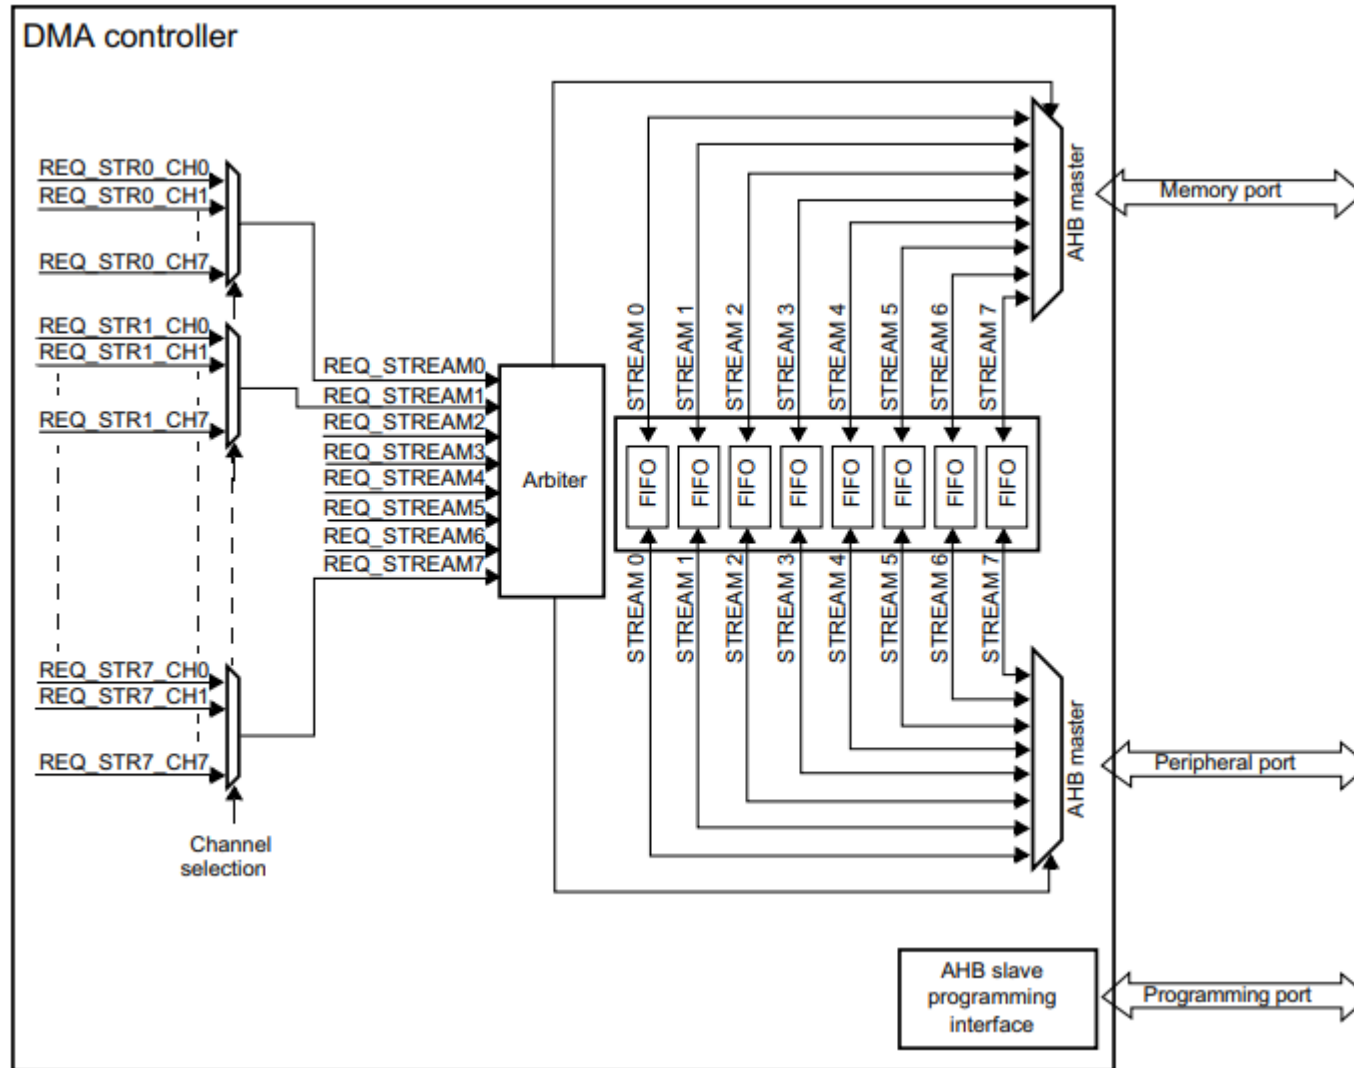 DMA controller
REQ_STR0_CH0
REQ_STR0_CH1
REQ_STR0_CH7
REQ_STR1_CH0
REQ_STR1_CH1
REQ_STR1_CH7
REQ_STR7_CH0
REQ_STR7_CH1
REQ_STR7_CH7
Channel
selection
REQ_STREAM0
REQ_STREAM1
REQ_STREAM2
REQ_STREAM3
REQ_STREAM4
REQ_STREAM5
REQ_STREAM6
REQ_STREAM7
Arbiter
STREAM 0
STREAM 1
STREAM 2
STREAM 3
STREAM 4
STREAM 5
STREAM 6
STREAM 7
FIFO
FIFO
FIFO
FIFO
FIFO
FIFO
FIFO
FIFO
STREAM 0
STREAM 1
STREAM 2
STREAM 3
STREAM 4
STREAM 5
STREAM 6
STREAM 7
AHB master
Memory port
AHB master
Peripheral port
AHB slave
programming
interface
Programming port